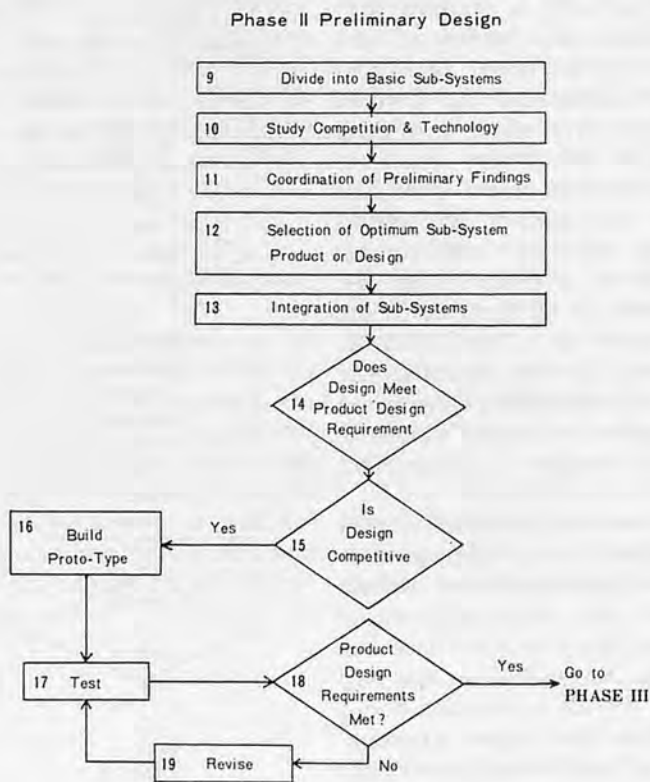 Phase II Preliminary Design
9 Divide into Basic Sub-Systems
10 Study Competition & Technology
11 Coordination of Preliminary Findings
12 Selection of Optimum Sub-System
Product or Design
13 Integration of Sub-Systems
Does
Design Meet
14 Product Design
Requirement
Is
Design
15 Competitive
Yes
16 Build
Proto-Type
17 Test
Product
Design
18 Requirements
Met?
Yes
Go to
PHASE III
No
19 Revise